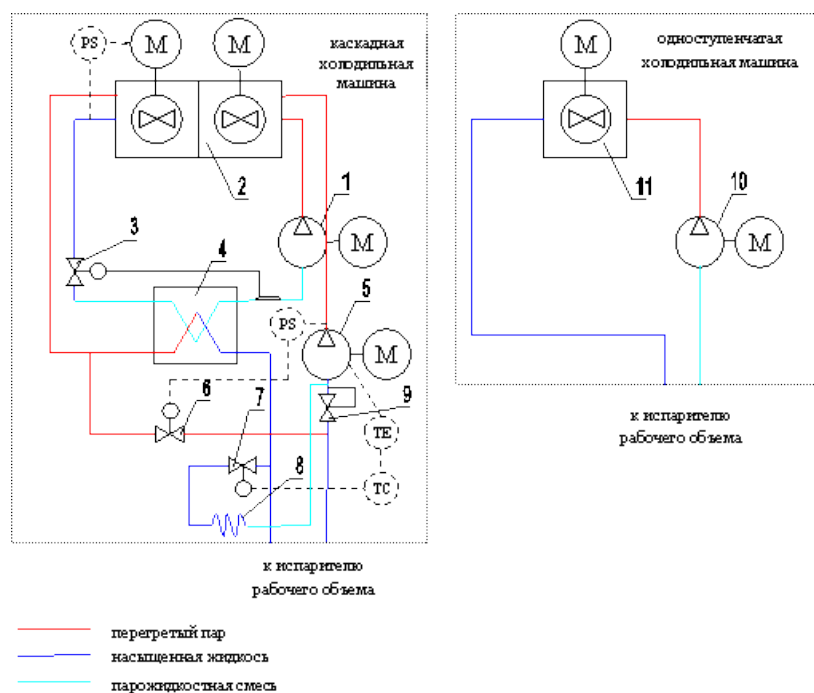 каскадная
холодильная
машина
PS
M
M
2
1
M
3
4
PS
5
M
6
7
8
9
TE
TC
к испарителю
рабочего объема
одноступенчатая
холодильная машина
M
11
10
M
к испарителю
рабочего объема
перегретый пар
насыщенная жидкось
парожидкостная смесь